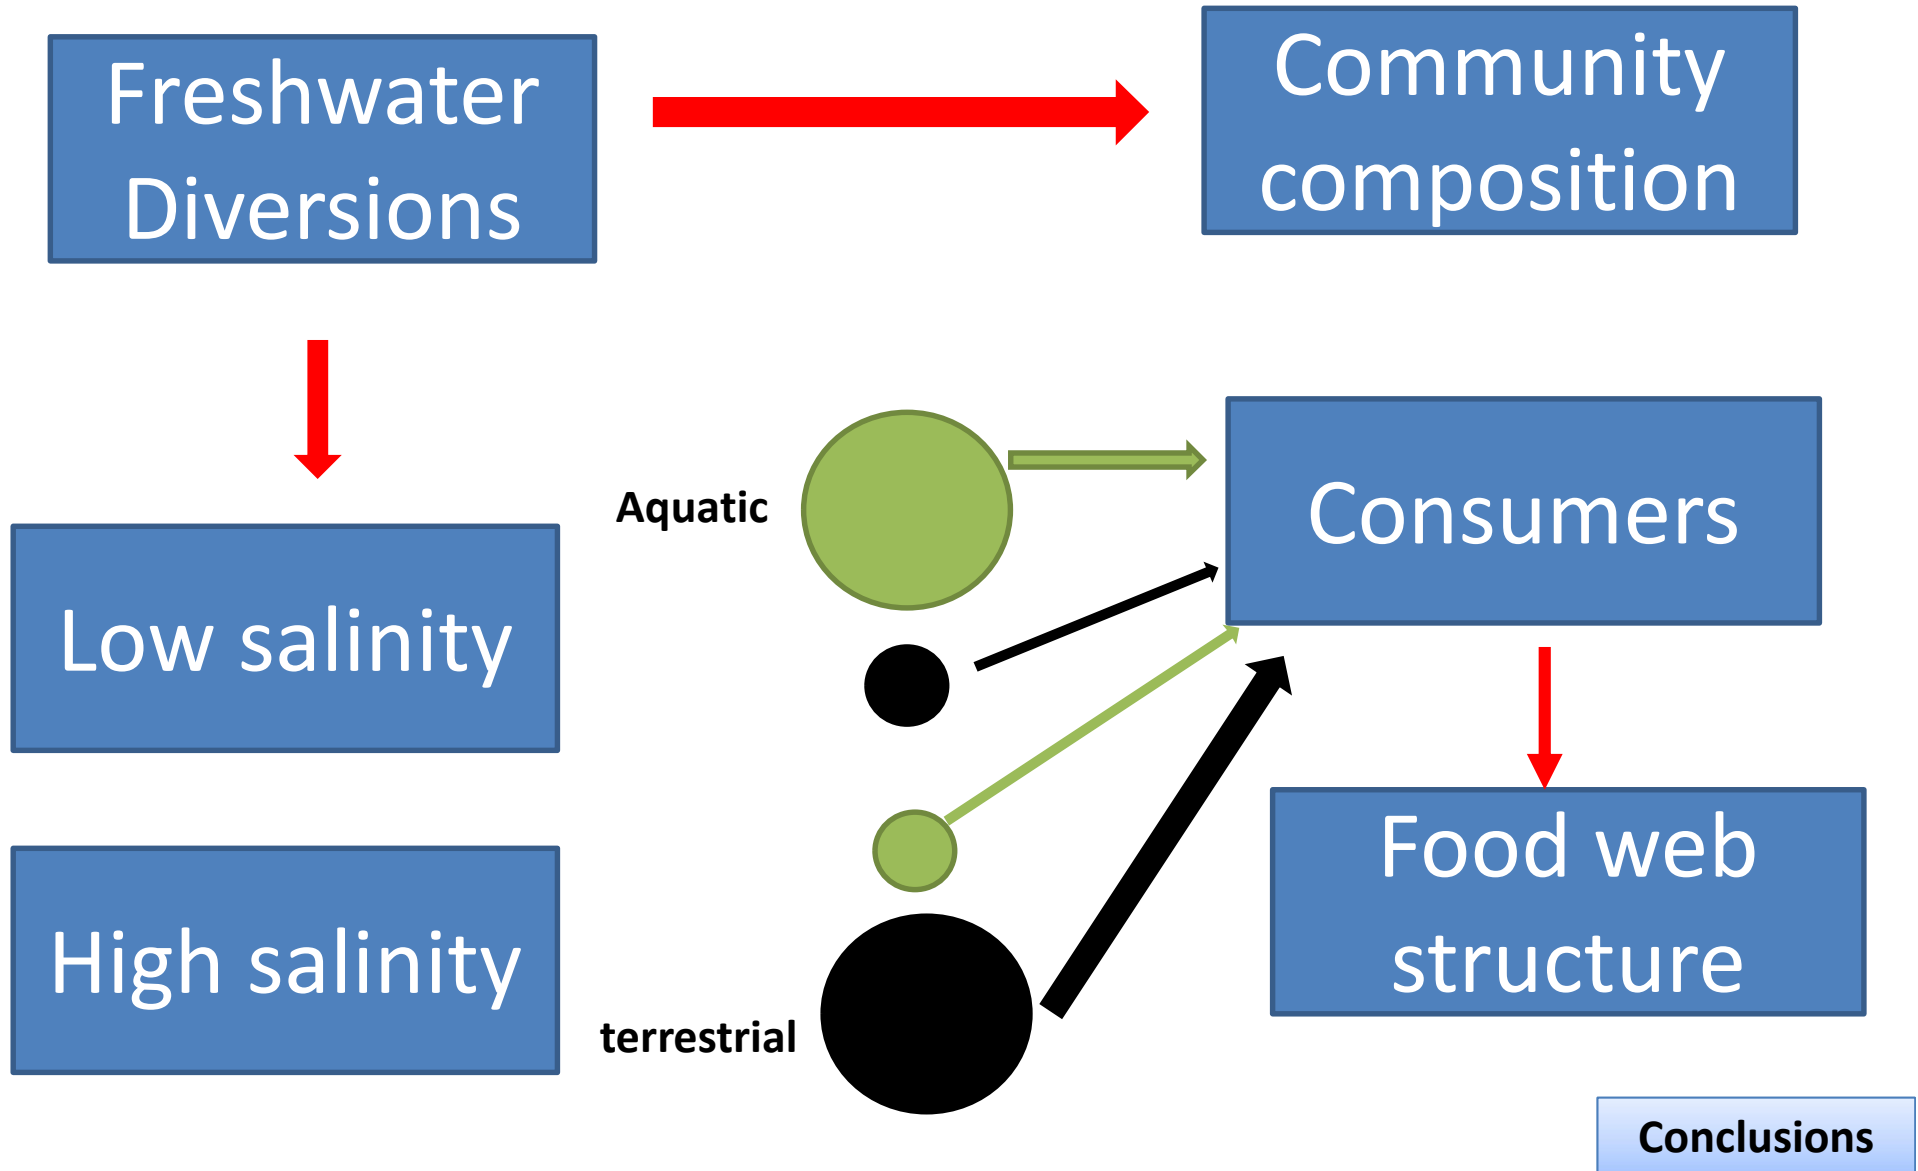 Freshwater
Diversions
Community
composition
Aquatic
Consumers
Low salinity
High salinity
terrestrial
Food web
structure
Conclusions